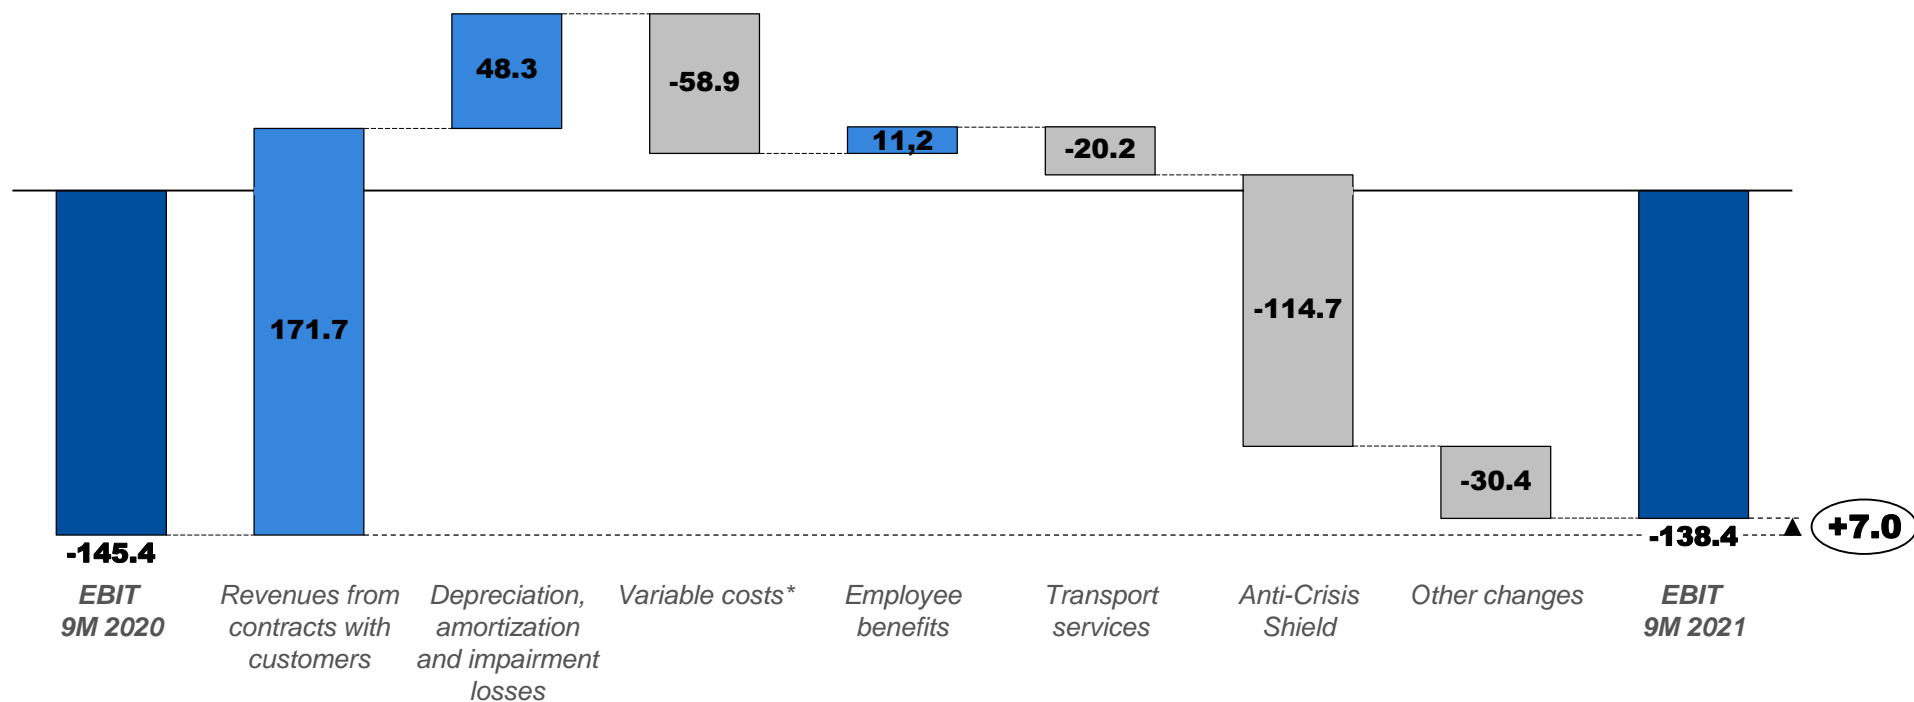 48.3
-58.9
11,2
-20.2
171.7
-114.7
-30.4
+7.0
-145.4
-138.4
EBIT
9M 2020
Revenues from
contracts with
customers
Depreciation,
amortization
and impairment
losses
Variable costs*
Employee
benefits
Transport
services
Anti-Crisis
Shield
Other changes
EBIT
9M 2021